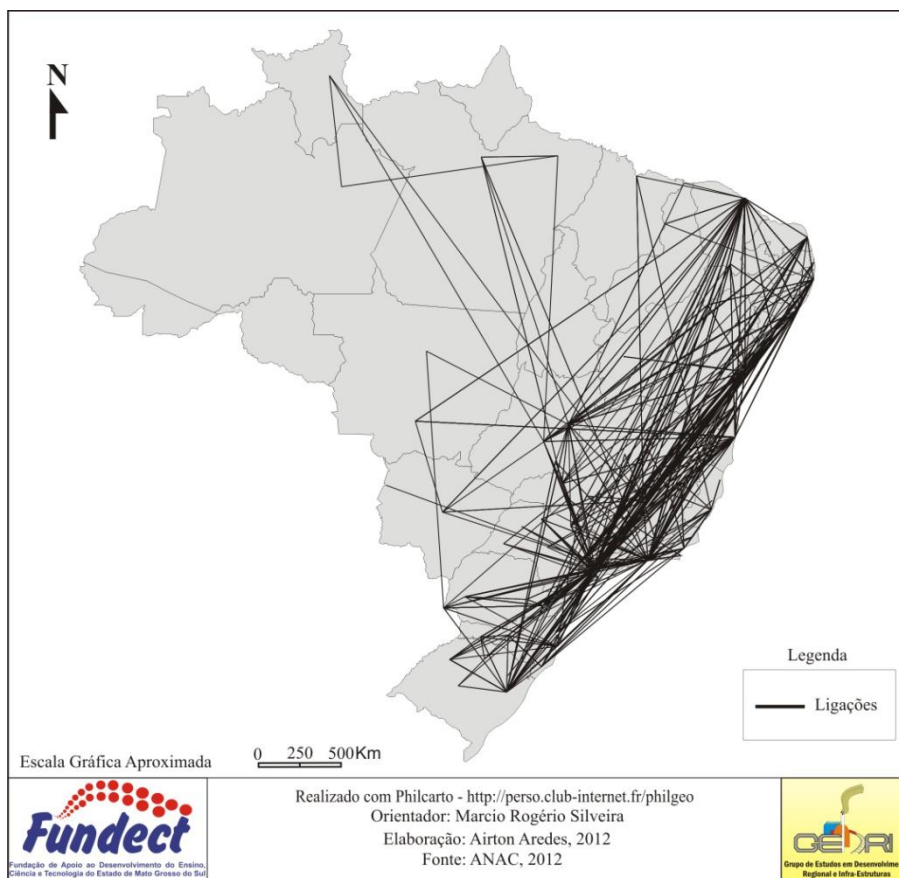 N
Legenda
Ligações
Escala Gráfica Aproximada
0 250 500Km
Realizado com Philcarto - http://perso.club-internet.fr/philgeo
Orientador: Marcio Rogério Silveira
Elaboração: Airton Aredes, 2012
Fonte: ANAC, 2012
Fundect
Fundação de Apoio ao Desenvolvimento do Ensino,
Ciência e Tecnologia do Estado de Mato Grosso do Sul
GEDRI
Grupo de Estudos em Desenvolvime
Regional e Infra-Estruturas